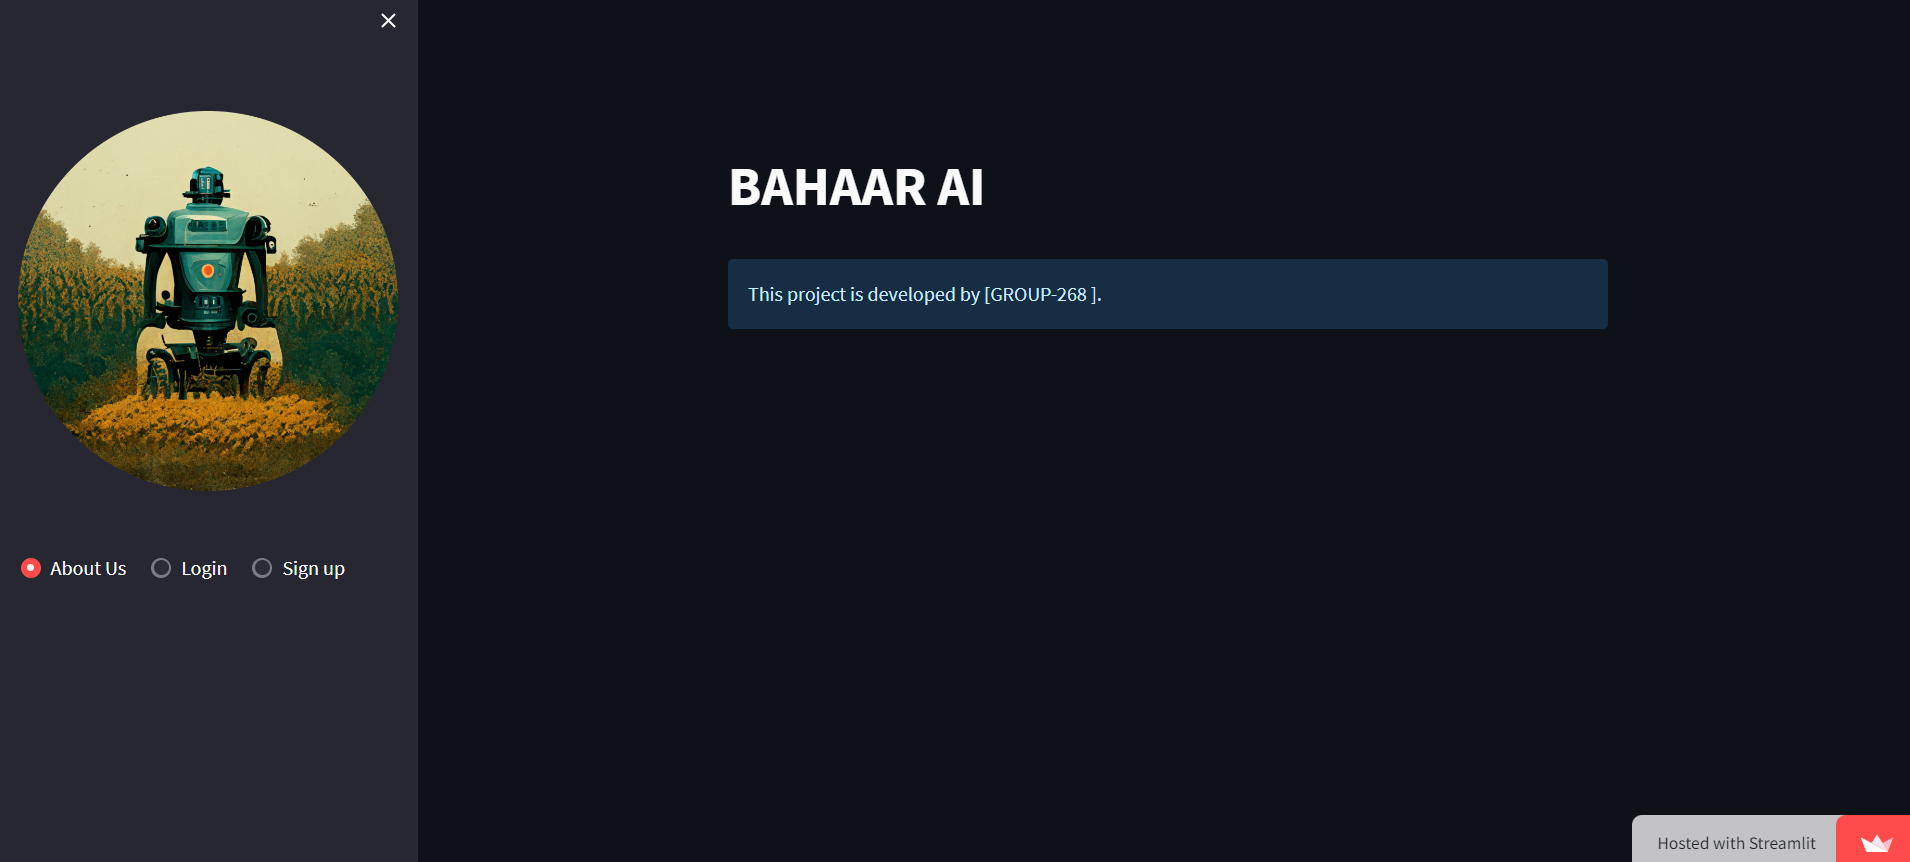 About Us
Login
Sign up
BAHAAR AI
This project is developed by [GROUP-268 ].
Hosted with Streamlit